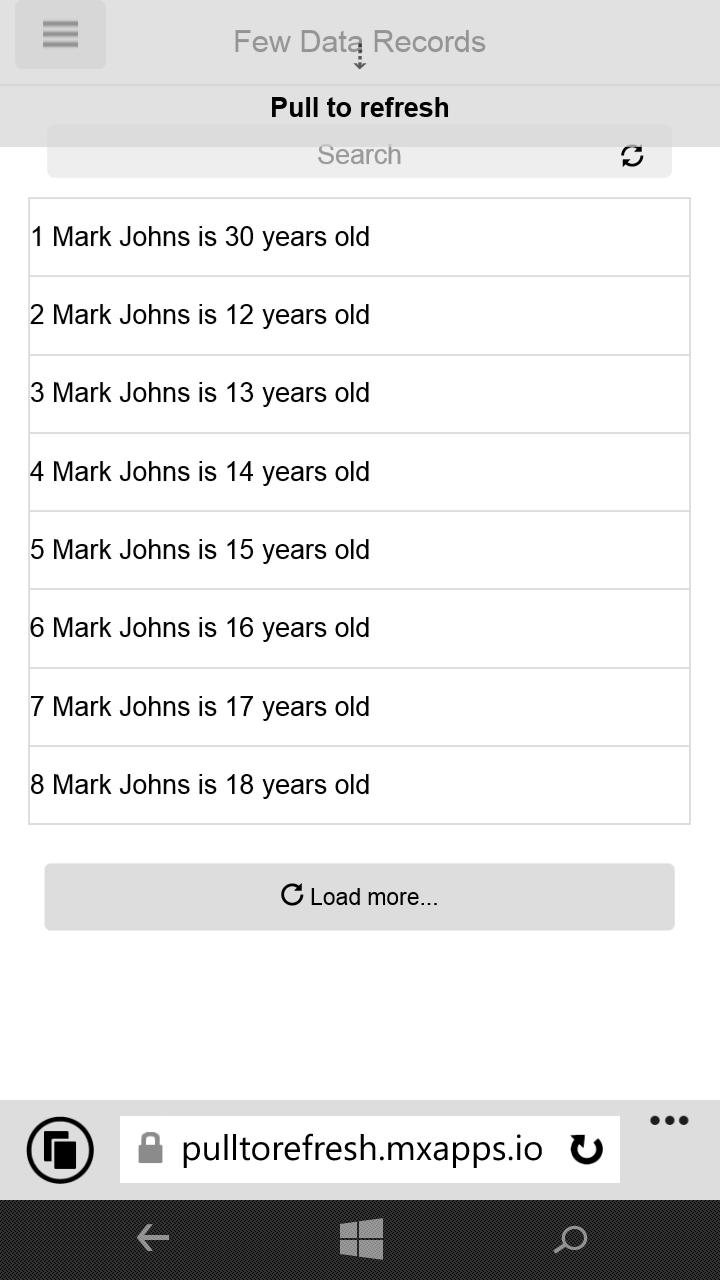 Few Data Records
Pull to refresh
Search
1 Mark Johns is 30 years old
2 Mark Johns is 12 years old
3 Mark Johns is 13 years old
4 Mark Johns is 14 years old
5 Mark Johns is 15 years old
6 Mark Johns is 16 years old
7 Mark Johns is 17 years old
8 Mark Johns is 18 years old
Load more...
pulltorefresh.mxapps.io